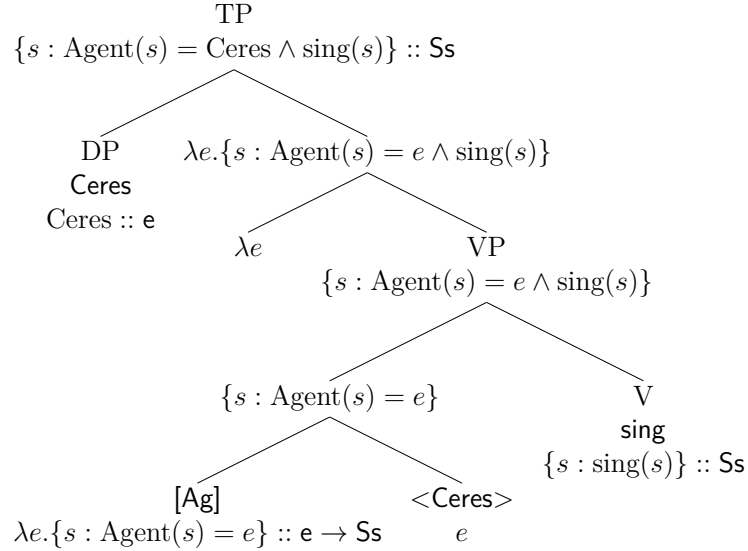 TP
{s : Agent(s) = Ceres ∧ sing(s)} :: Ss
DP
Ceres
Ceres :: e
λe.{s : Agent(s) = e ∧ sing(s)}
λe
VP
{s : Agent(s) = e ∧ sing(s)}
{s : Agent(s) = e}
V
sing
{s : sing(s)} :: Ss
[Ag]
λe.{s : Agent(s) = e} :: e → Ss
<Ceres>
e